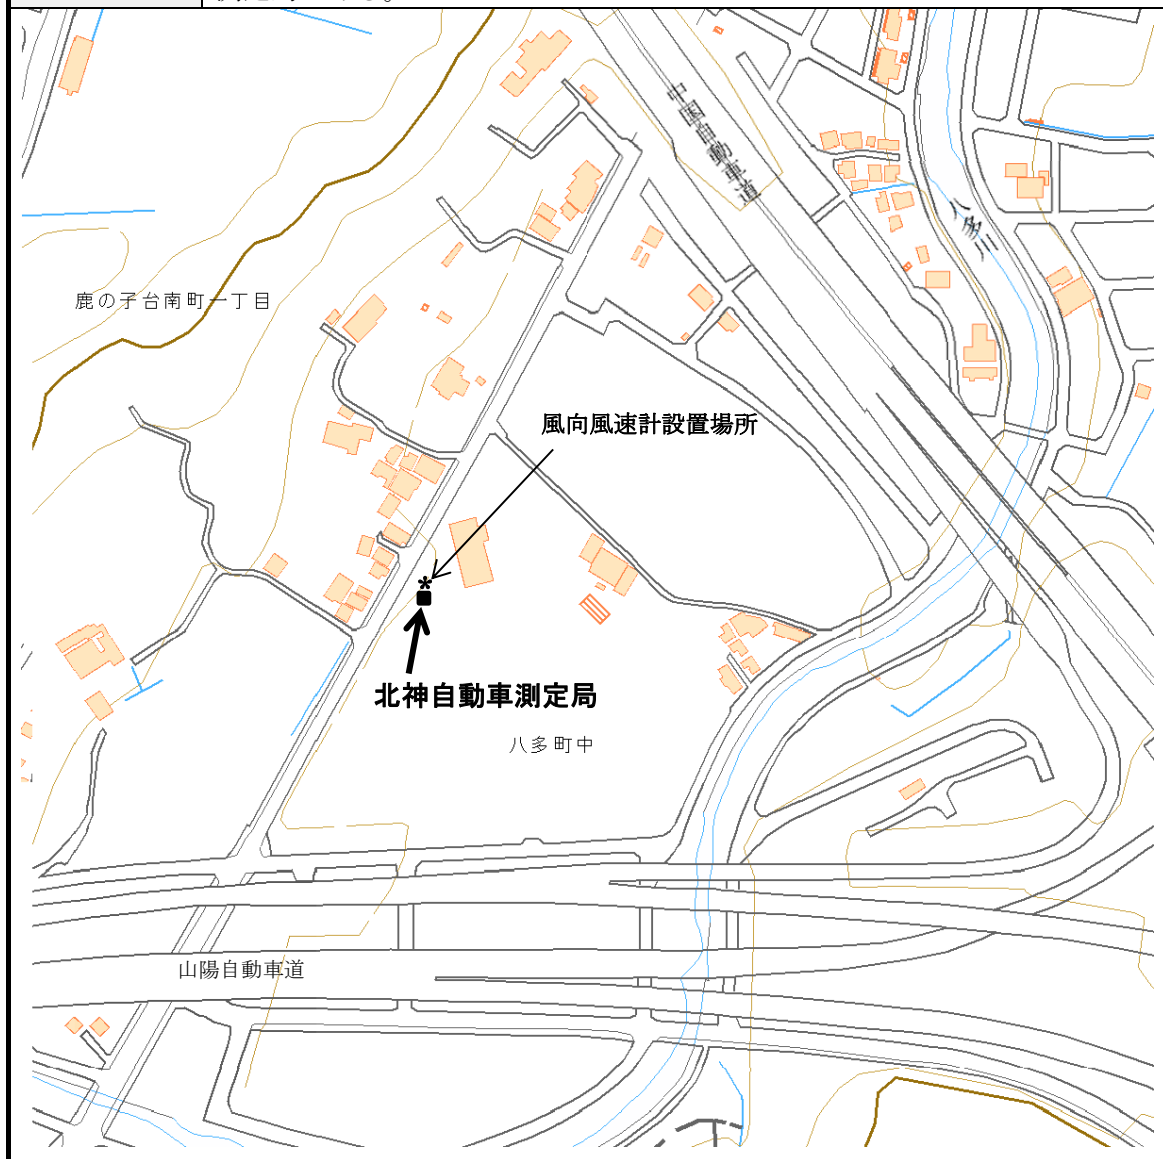 中国自動車道
八多川
鹿の子台南町一丁目
風向風速計設置場所
北神自動車測定局
八多町中
山陽自動車道